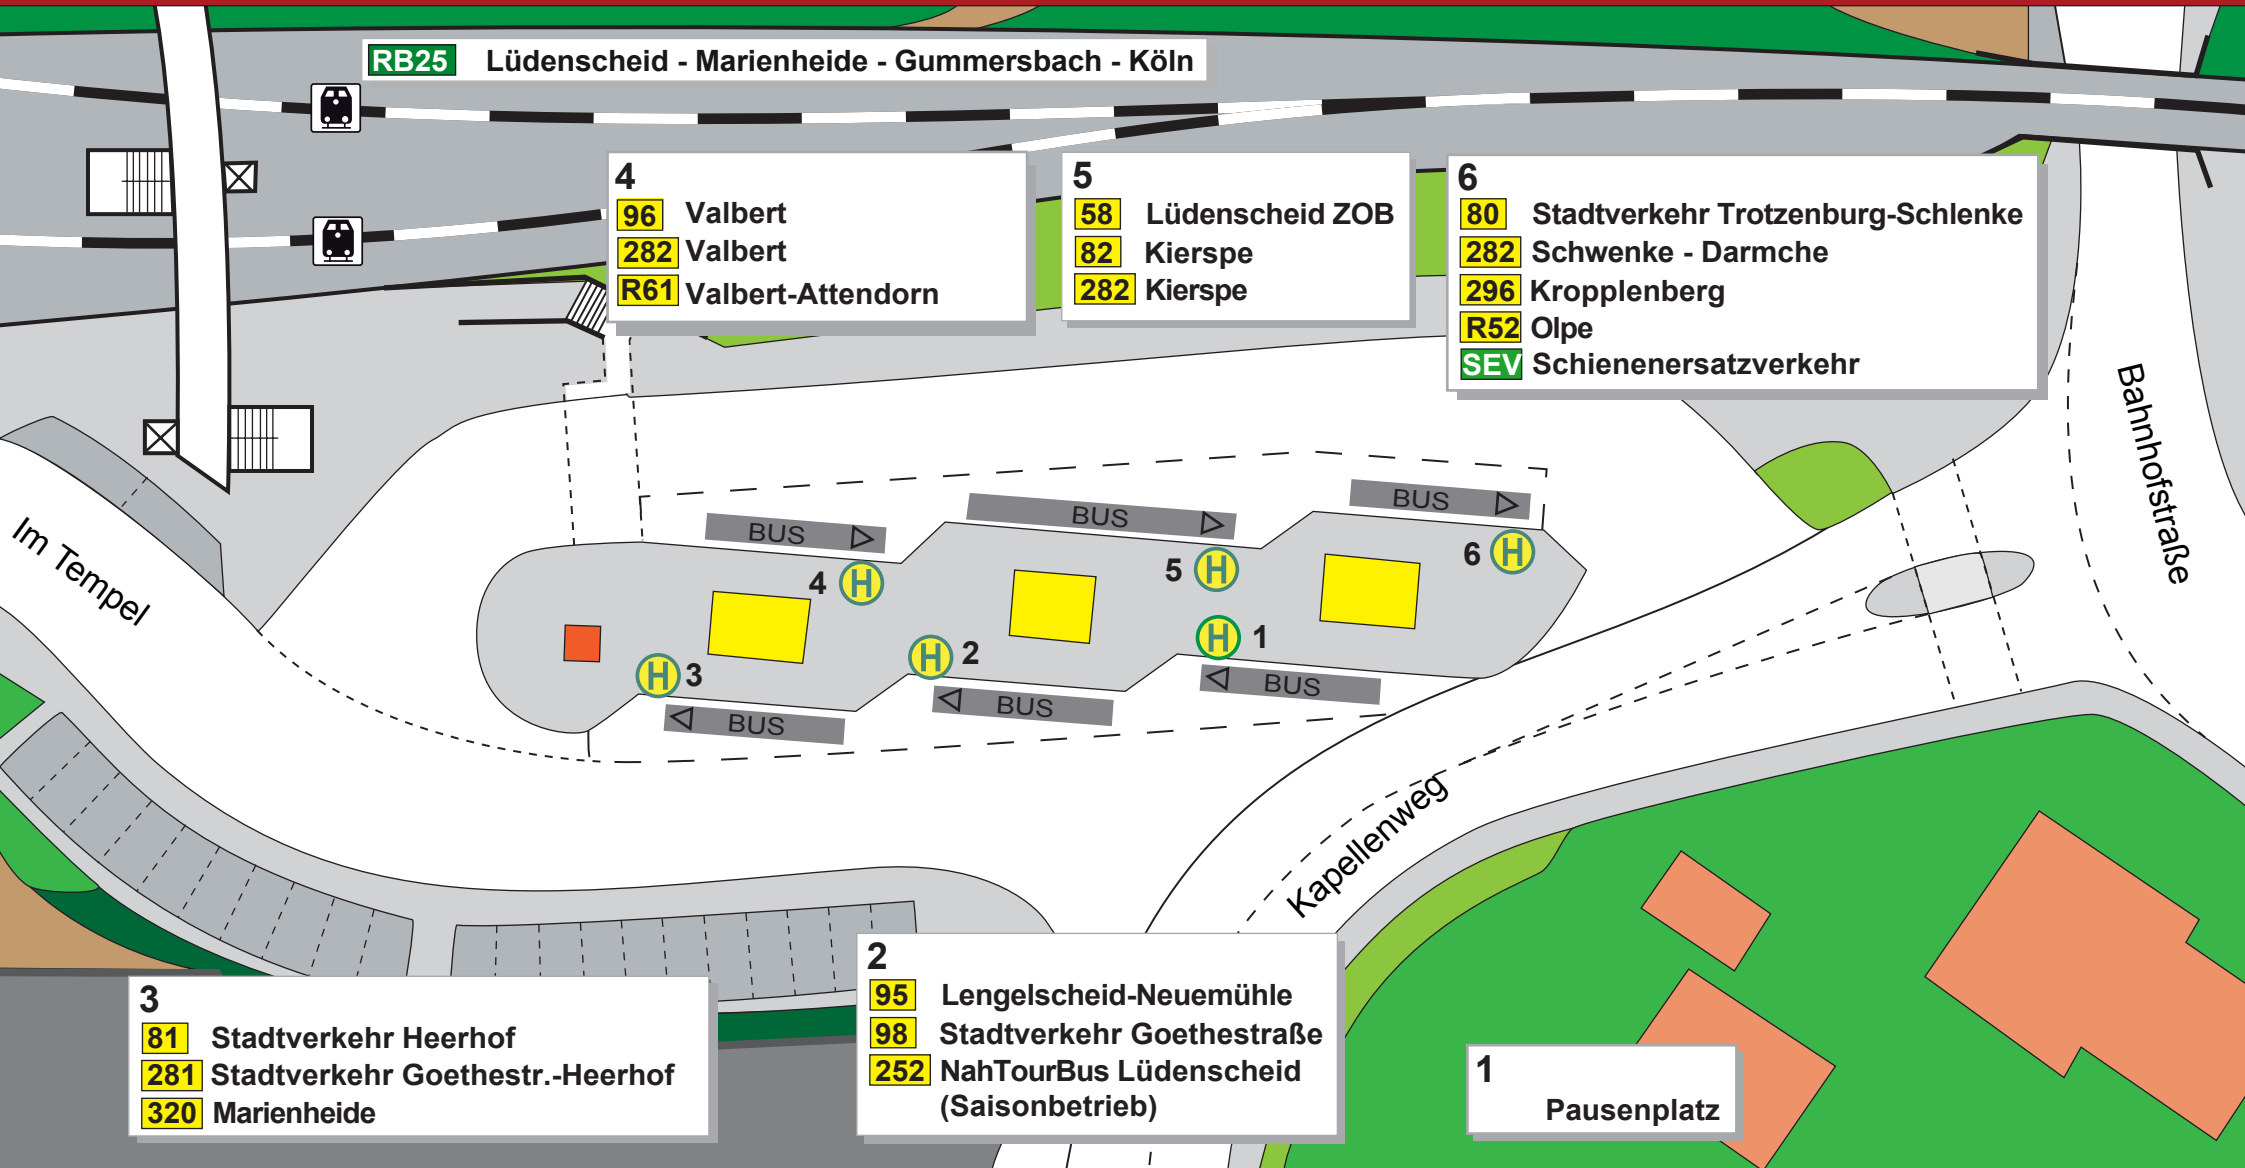 RB25 Lüdenscheid - Marienheide - Gummersbach - Köln
4
96 Valbert
282 Valbert
R61 Valbert-Attendorn
5
58 Lüdenscheid ZOB
82 Kierspe
282 Kierspe
6
80 Stadtverkehr Trotzenburg-Schlenke
282 Schwenke - Darmche
296 Kropplenberg
R52 Olpe
SEV Schienenersatzverkehr
Bahnhofstraße
Im Tempel
BUS
BUS
BUS
4 H
5 H
6 H
H 3
H 2
H 1
BUS
BUS
BUS
Kapellenweg
3
81 Stadtverkehr Heerhof
281 Stadtverkehr Goethestr.-Heerhof
320 Marienheide
2
95 Lengelscheid-Neuemühle
98 Stadtverkehr Goethestraße
252 NahTourBus Lüdenscheid
(Saisonbetrieb)
1
Pausenplatz